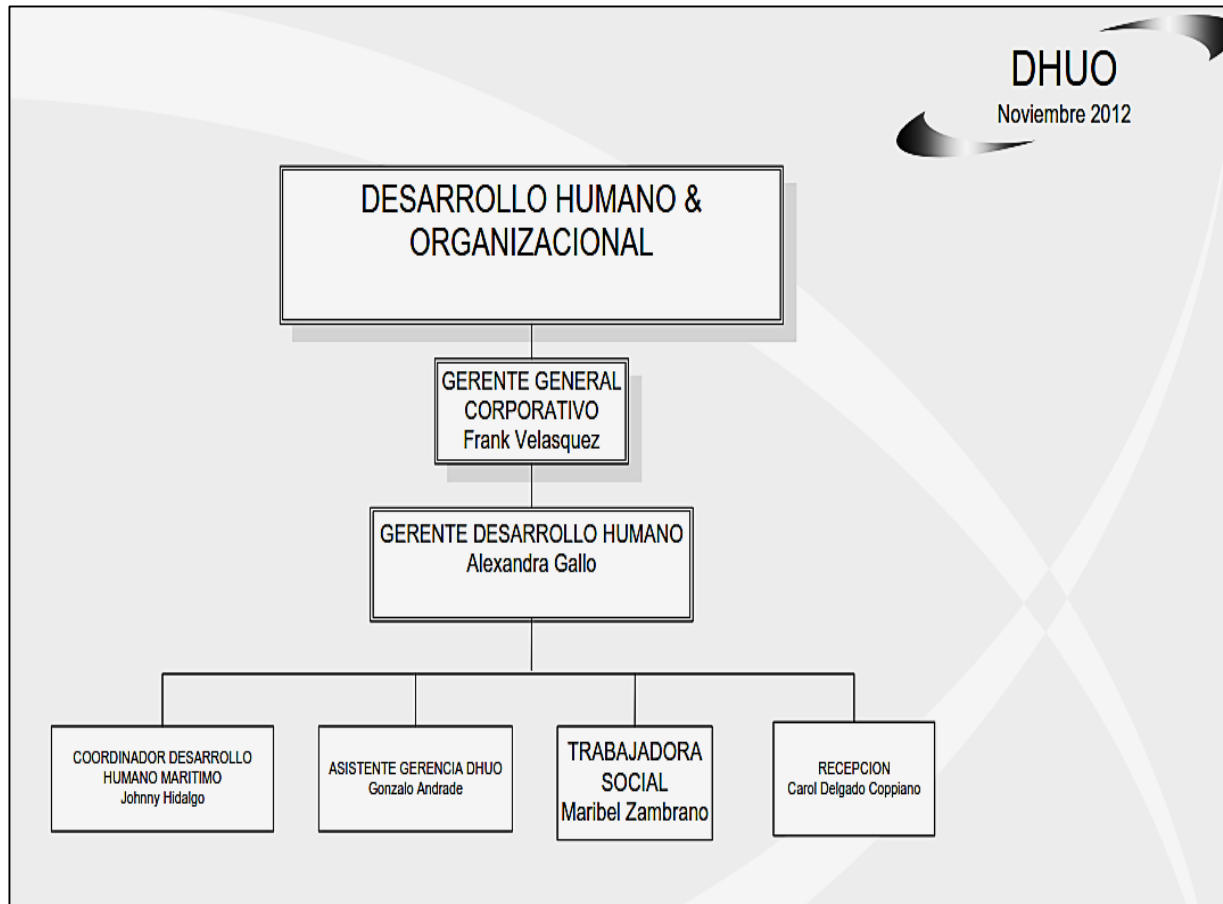 DHUO
Noviembre 2012
DESARROLLO HUMANO &
ORGANIZACIONAL
GERENTE GENERAL
CORPORATIVO
Frank Velasquez
GERENTE DESARROLLO HUMANO
Alexandra Gallo
COORDINADOR DESARROLLO
HUMANO MARITIMO
Johnny Hidalgo
ASISTENTE GERENCIA DHUO
Gonzalo Andrade
TRABAJADORA
SOCIAL
Maribel Zambrano
RECEPCION
Carol Delgado Coppiano